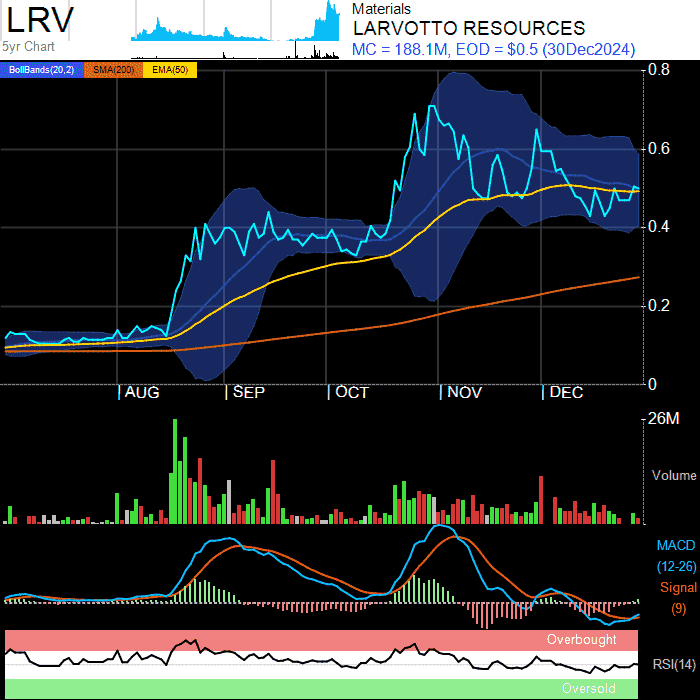 LRV
5yr Chart
Materials
LARVOTTO RESOURCES
MC = 188.1M, EOD = $0.5 (30Dec2024)
BollBands(20,2) SMA(200) EMA(50)
0.8
0.6
0.4
0.2
0
AUG SEP OCT NOV DEC
26M
Volume
MACD
(12-26)
Signal
(9)
Overbought
RSI(14)
Oversold